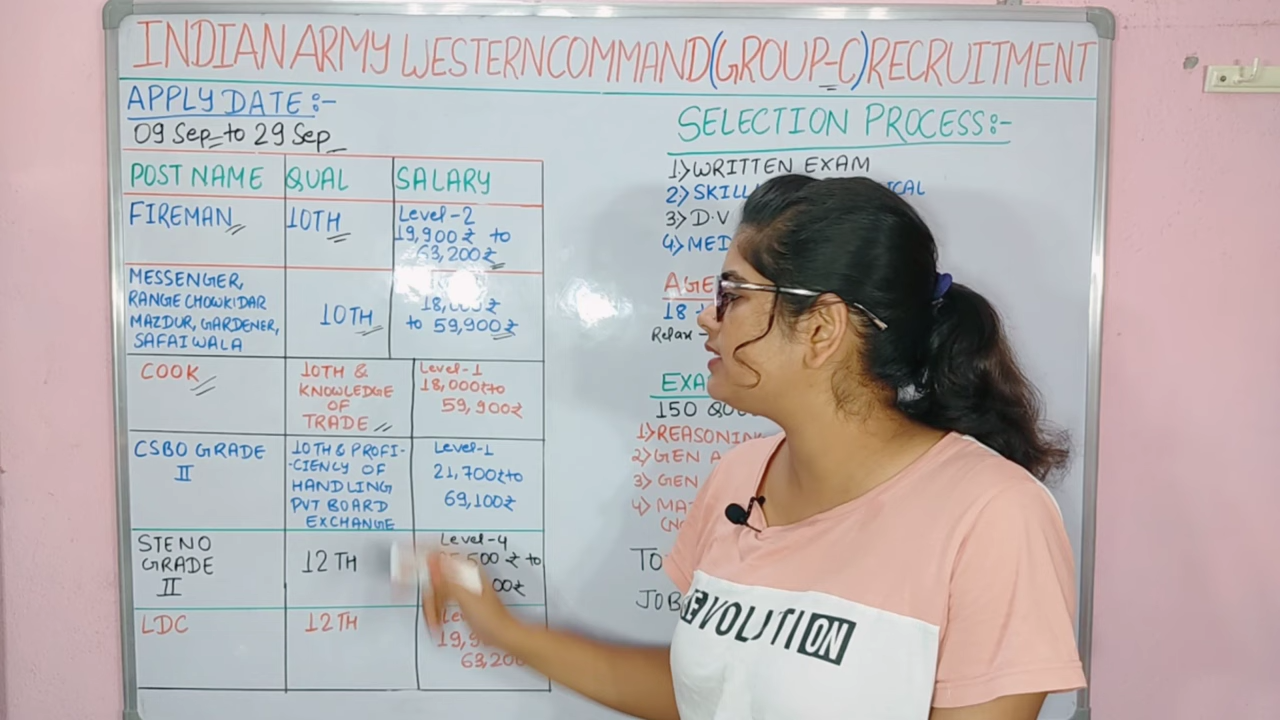 INDIAN ARMY WESTERN COMMAND (GROUP-C) RECRUITMENT
APPLY DATE :-
09 Sep to 29 Sep
POST NAME QUAL SALARY
FIREMAN 10TH Level-2
19,900₹ to
63,200₹
MESSENGER,
RANGE CHOWKIDAR
MAZDUR, GARDENER,
SAFAIWALA
10TH
to 59,900₹
COOK
10TH &
KNOWLEDGE
OF
TRADE
Level-1
18,000₹to
59,900₹
CSBO GRADE
II
10TH & PROFI-
-CIENCY OF
HANDLING
PVT BOARD
EXCHANGE
Level-1
21,700₹to
69,100₹
STENO
GRADE
II
12TH
Level-4
500 ₹ to
00₹
LDC 12TH
SELECTION PROCESS:-
1.> WRITTEN EXAM
2.> SKILL
3.> D.V
4.> MED
AGE
18
Relax -
EXA
150
1.> REASONIN
2.> GEN
3.> GEN
4.> MA
TO
JOB
EVOLUTION